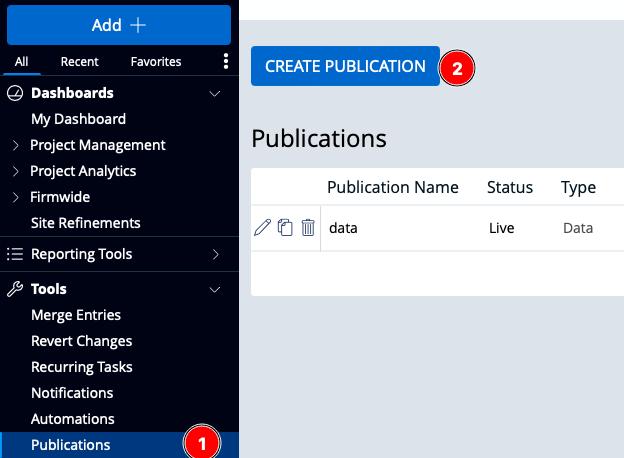 Add
All Recent Favorites
Dashboards
My Dashboard
Project Management
Project Analytics
Firmwide
Site Refinements
Reporting Tools
Tools
Merge Entries
Revert Changes
Recurring Tasks
Notifications
Automations
Publications 1
CREATE PUBLICATION 2
Publications
Publication Name Status Type
data Live Data